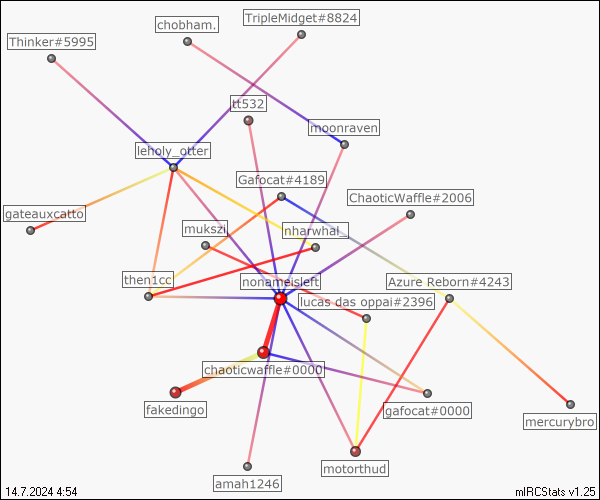 TripleMidget#8824
chobham.
Thinker#5995
tt532
moonraven
leholy_otter
Gafocat#4189
ChaoticWaffle#2006
gateauxcatto
mukszi
nharwhal_
then1cc
nonameisleft
Azure Reborn#4243
lucas das oppai#2396
chaoticwaffle#0000
fakedingo
gafocat#0000
mercurybro
motorthud
amah1246
14.7.2024 4:54
mIRCStats v1.25